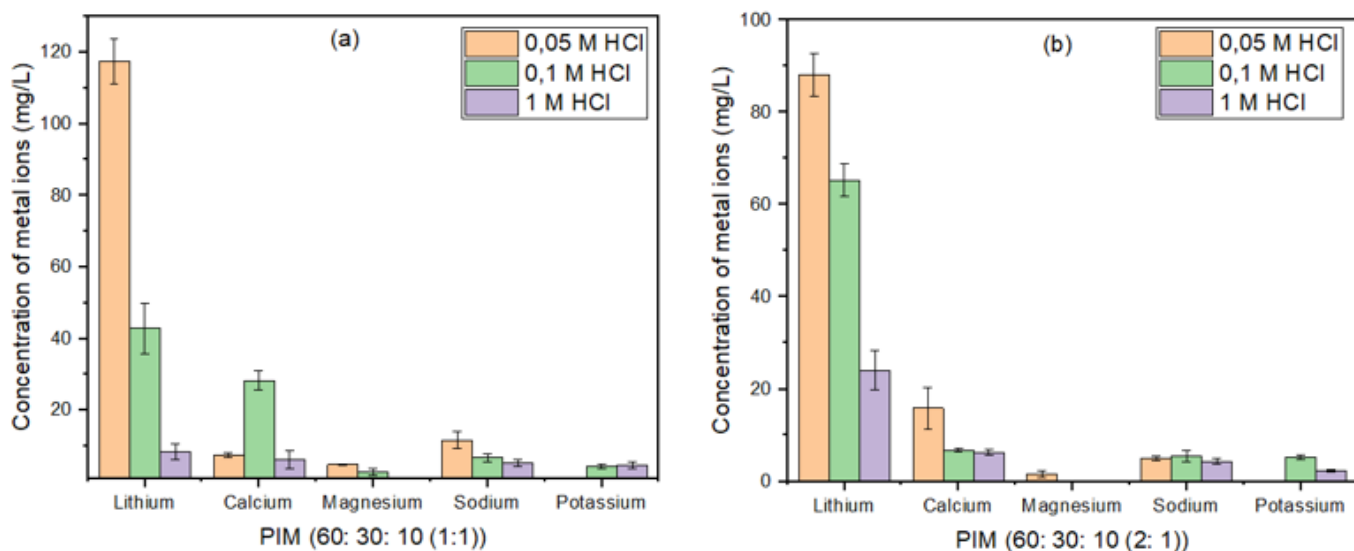 (a)
0,05 M HCl
0,1 M HCl
1 M HCl
Concentration of metal ions (mg/L)
120
100
80
60
40
20
Lithium Calcium Magnesium Sodium Potassium
PIM (60: 30: 10 (1:1))
(b)
0,05 M HCl
0,1 M HCl
1 M HCl
Concentration of metal ions (mg/L)
100
80
60
40
20
0
Lithium Calcium Magnesium Sodium Potassium
PIM (60: 30: 10 (2: 1)